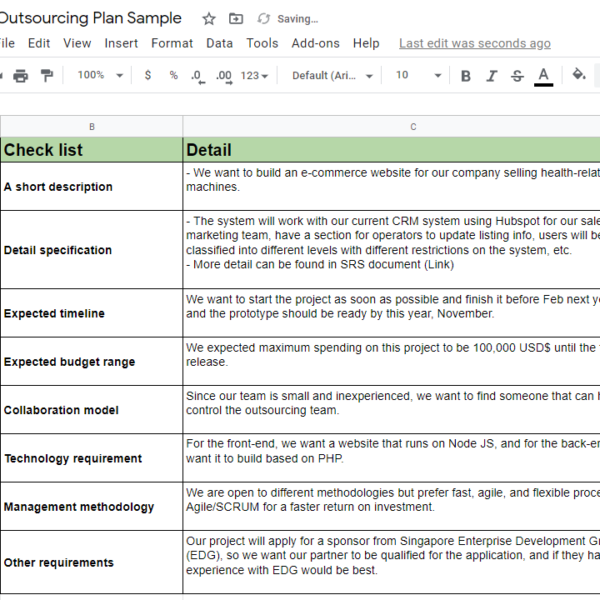 Outsourcing Plan Sample Saving...
File Edit View Insert Format Data Tools Add-ons Help Last edit was seconds ago
100% $ % .0 .00 123 Default (Ari... 10 B I S A
B C
Check list Detail
A short description - We want to build an e-commerce website for our company selling health-relat
machines.
Detail specification - The system will work with our current CRM system using Hubspot for our sale
marketing team, have a section for operators to update listing info, users will be
classified into different levels with different restrictions on the system, etc.
- More detail can be found in SRS document (Link)
Expected timeline We want to start the project as soon as possible and finish it before Feb next ye
and the prototype should be ready by this year, November.
Expected budget range We expected maximum spending on this project to be 100,000 USD$ until the
release.
Collaboration model Since our team is small and inexperienced, we want to find someone that can
control the outsourcing team.
Technology requirement For the front-end, we want a website that runs on Node JS, and for the back-en
want it to build based on PHP.
Management methodology We are open to different methodologies but prefer fast, agile, and flexible proce
Agile/SCRUM for a faster return on investment.
Other requirements Our project will apply for a sponsor from Singapore Enterprise Development Gr
(EDG), so we want our partner to be qualified for the application, and if they ha
experience with EDG would be best.